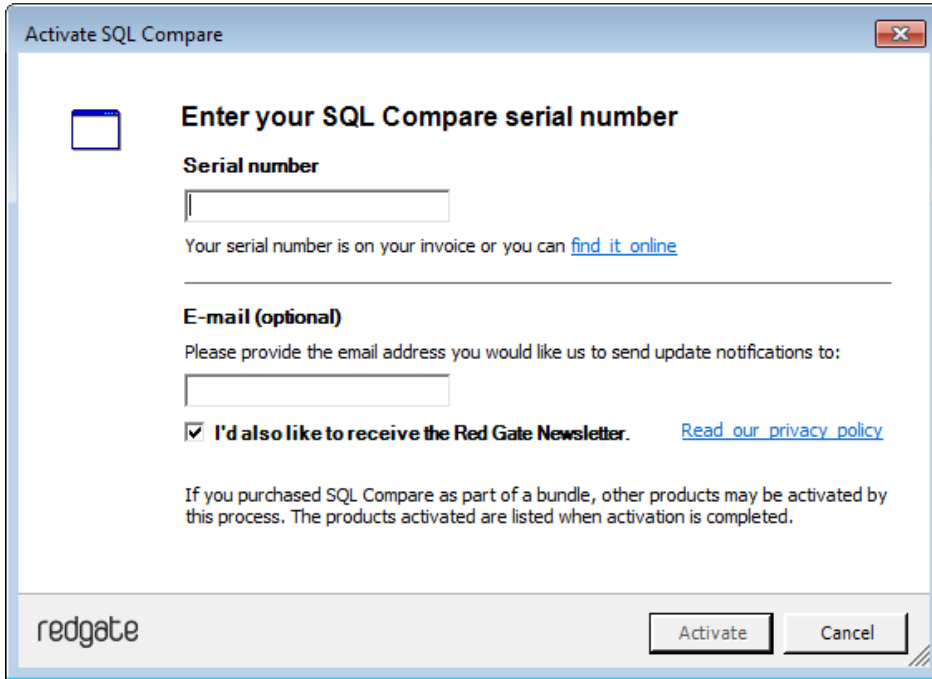 Activate SQL Compare
Enter your SQL Compare serial number
Serial number
Your serial number is on your invoice or you can find it online
E-mail (optional)
Please provide the email address you would like us to send update notifications to:
I'd also like to receive the Red Gate Newsletter. Read our privacy policy
If you purchased SQL Compare as part of a bundle, other products may be activated by
this process. The products activated are listed when activation is completed.
redgate Activate Cancel